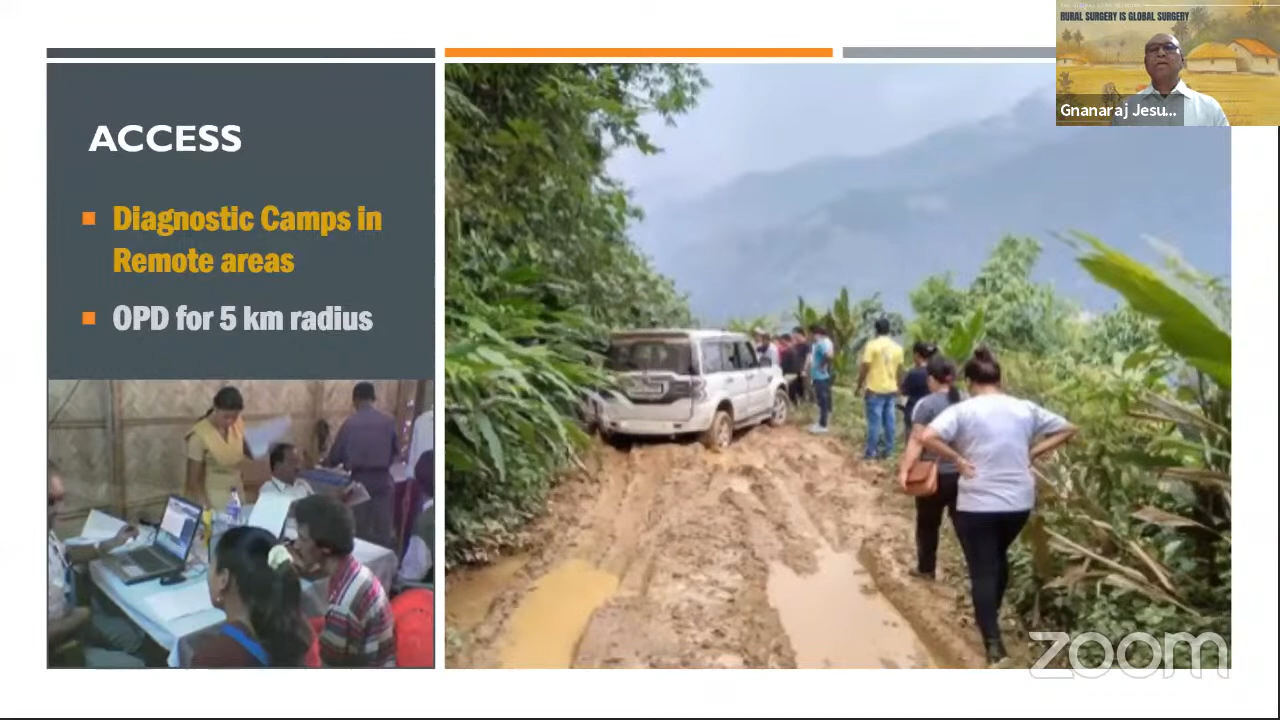 RURAL SURGERY IS GLOBAL SURGERY
Gnanaraj Jesu...
ACCESS
Diagnostic Camps in
Remote areas
OPD for 5 km radius
zoom